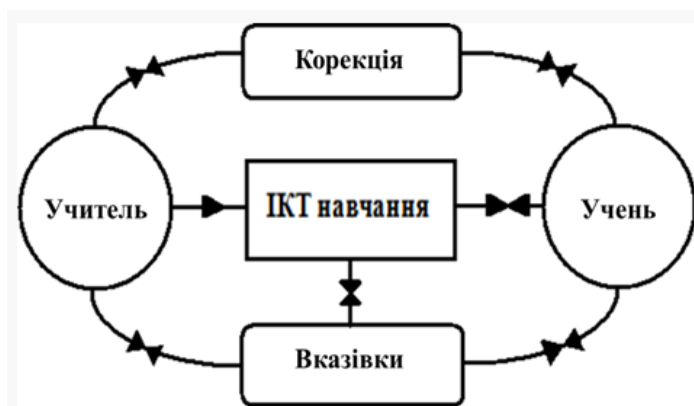 Корекція
Учитель
ІКТ навчання
Учень
Вказівки